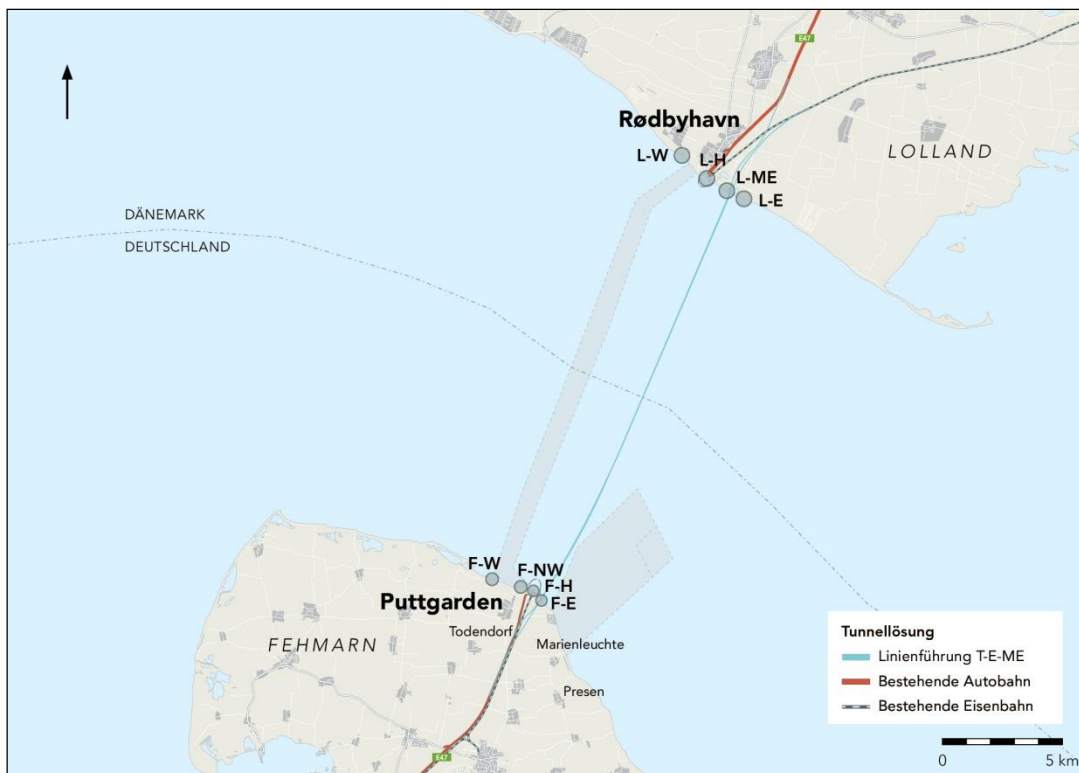 E47
Rødbyhavn
L-W
L-H
LOLLAND
L-ME
L-E
DÄNEMARK
DEUTSCHLAND
F-W
F-NW
F-H
F-E
Puttgarden
Todendorf
Marienleuchte
FEHMARN
Presen
E47
Tunnellösung
Linienführung T-E-ME
Bestehende Autobahn
Bestehende Eisenbahn
0 5 km